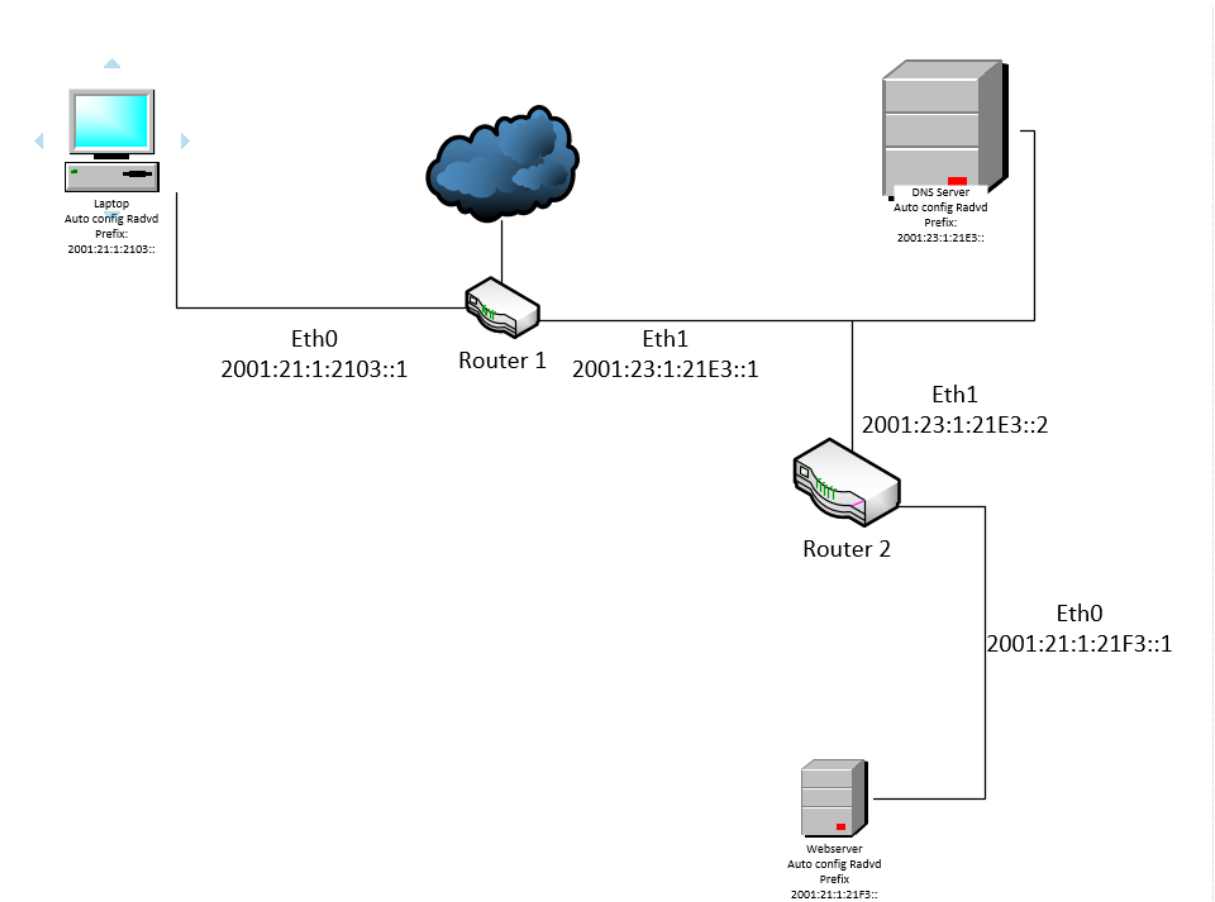 Laptop
Auto config Radvd
Prefix:
2001:21:1:2103::
DNS Server
Auto config Radvd
Prefix:
2001:23:1:21E3::
Eth0
2001:21:1:2103::1
Router 1
Eth1
2001:23:1:21E3::1
Eth1
2001:23:1:21E3::2
Router 2
Eth0
2001:21:1:21F3::1
Webserver
Auto config Radvd
Prefix
2001:21:1:21F3::